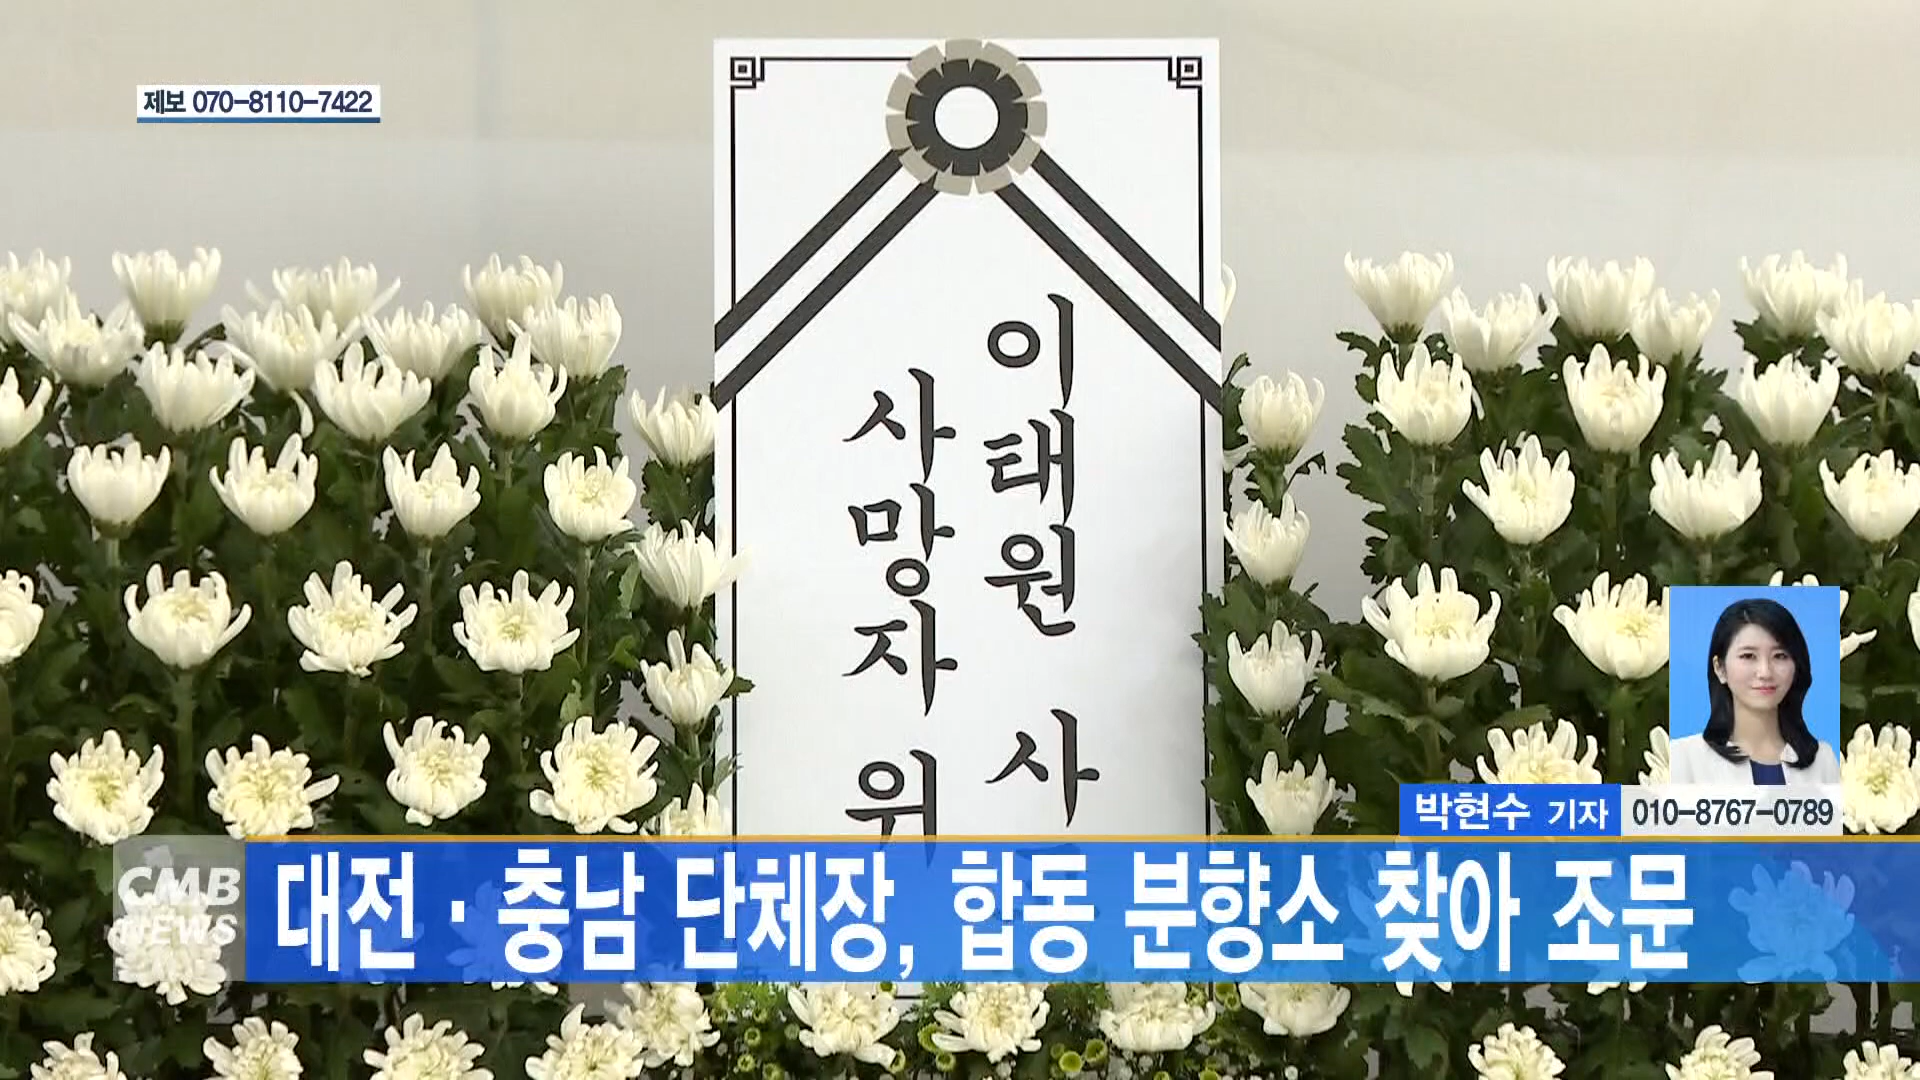 제보 070-8110-7422
이태원 사
사망자 위
박현수 기자 010-8767-0789
CMB NEWS
대전·충남 단체장, 합동 분향소 찾아 조문